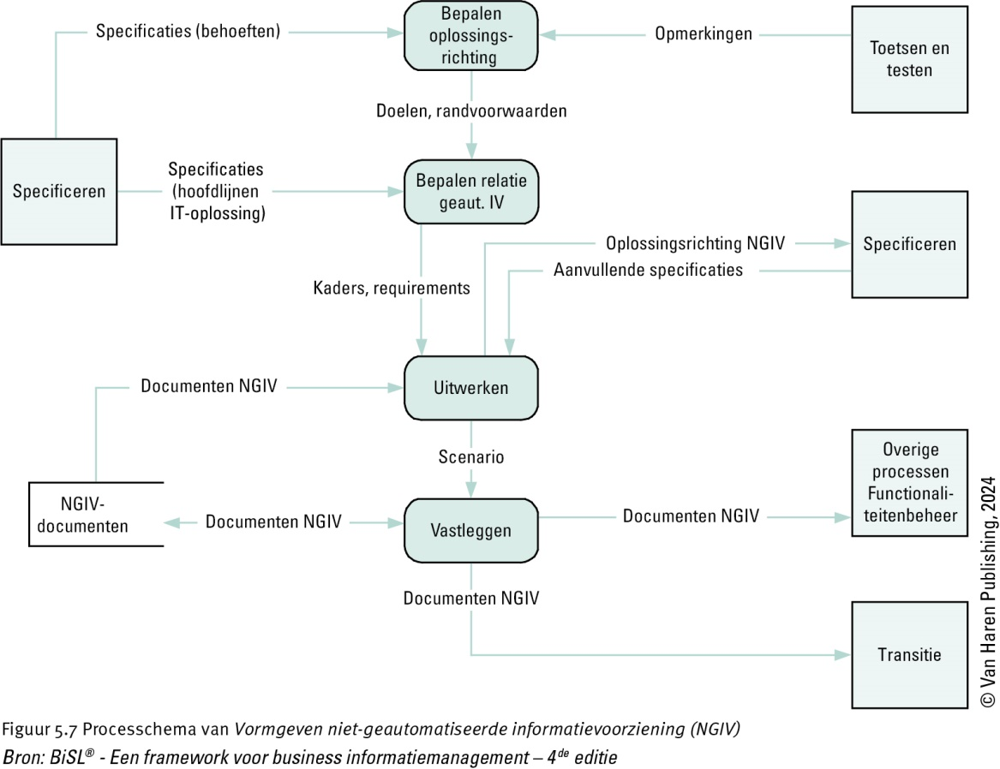 Bepalen
oplossings-
richting
Specificaties (behoeften)
Opmerkingen
Toetsen en
testen
Doelen, randvoorwaarden
Specificeren
Specificaties
(hoofdlijnen
IT-oplossing)
Bepalen relatie
geaut. IV
Oplossingsrichting NGIV
Aanvullende specificaties
Specificeren
Kaders, requirements
Documenten NGIV
Uitwerken
Scenario
NGIV-
documenten
Documenten NGIV
Vastleggen
Documenten NGIV
Overige
processen
Functionali-
teitenbeheer
Documenten NGIV
Transitie
© Van Haren Publishing, 2024
Figuur 5.7 Processchema van Vormgeven niet-geautomatiseerde informatievoorziening (NGIV)
Bron: BiSL® - Een framework voor business informatiemanagement – 4de editie